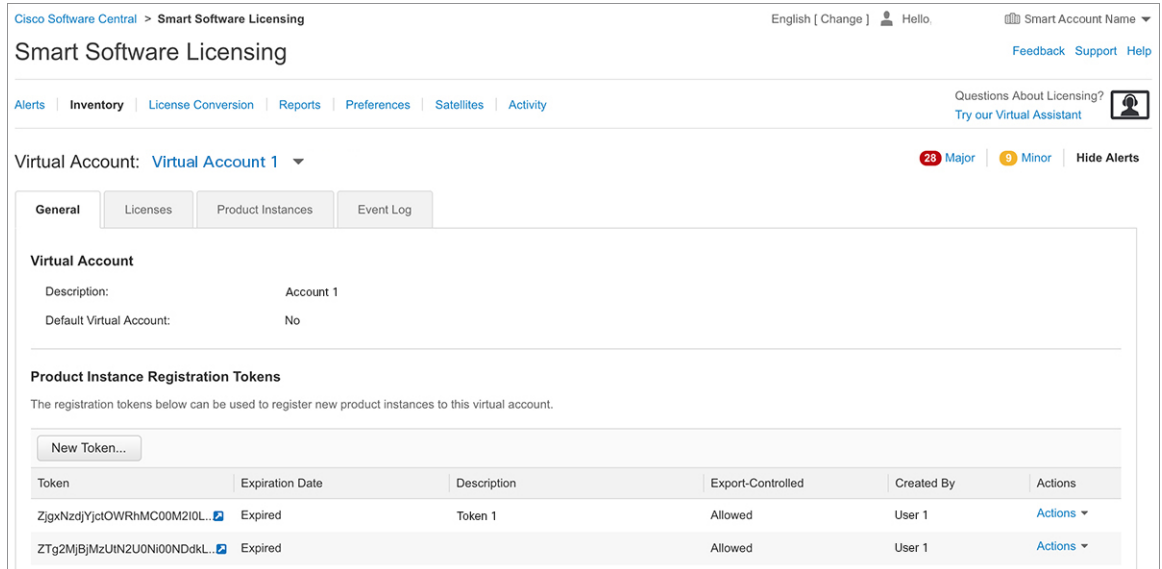 Cisco Software Central > Smart Software Licensing English [ Change ] Hello, Smart Account Name
Smart Software Licensing Feedback Support Help
Alerts Inventory License Conversion Reports Preferences Satellites Activity Questions About Licensing?
Try our Virtual Assistant
Virtual Account: Virtual Account 1 28 Major 9 Minor Hide Alerts
General Licenses Product Instances Event Log
Virtual Account
Description: Account 1
Default Virtual Account: No
Product Instance Registration Tokens
The registration tokens below can be used to register new product instances to this virtual account.
New Token...
Token Expiration Date Description Export-Controlled Created By Actions
ZjgxNzdjYjctOWRhMC00M2I0L... Expired Token 1 Allowed User 1 Actions
ZTg2MjBjMzUtN2U0Ni00NDdkL... Expired Allowed User 1 Actions